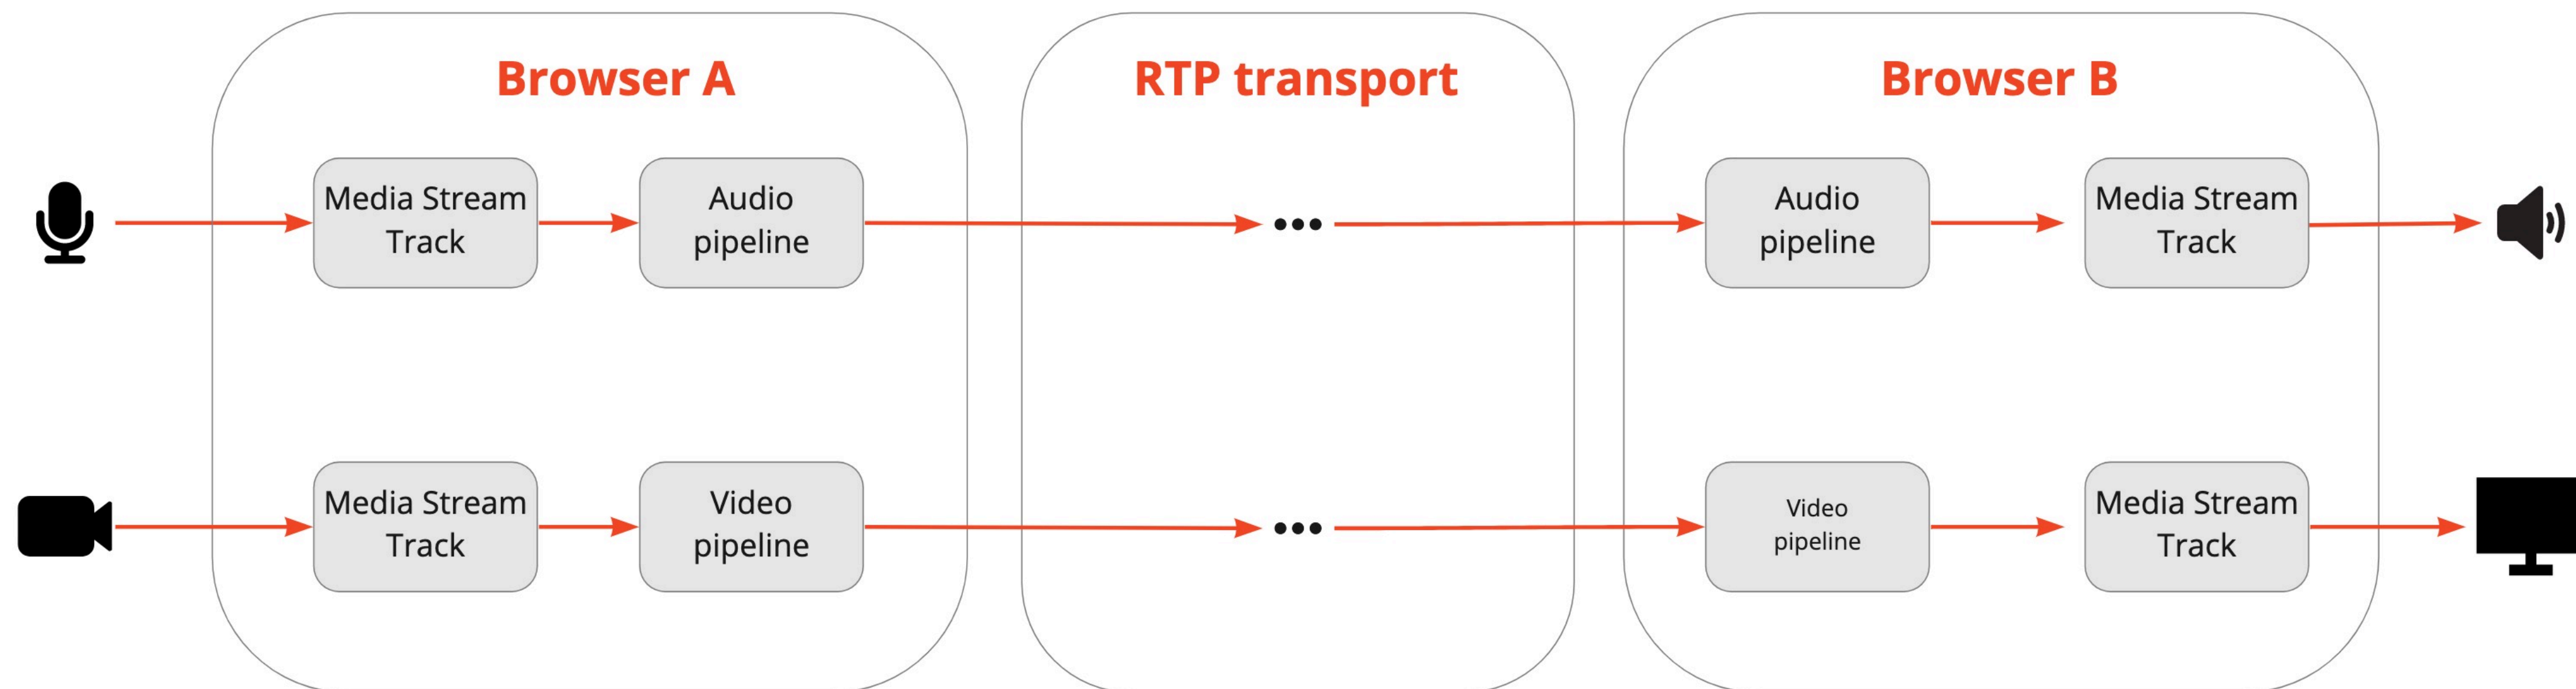 Browser A
RTP transport
Browser B
Media Stream
Track
Audio
pipeline
Audio
pipeline
Media Stream
Track
Media Stream
Track
Video
pipeline
Video
pipeline
Media Stream
Track